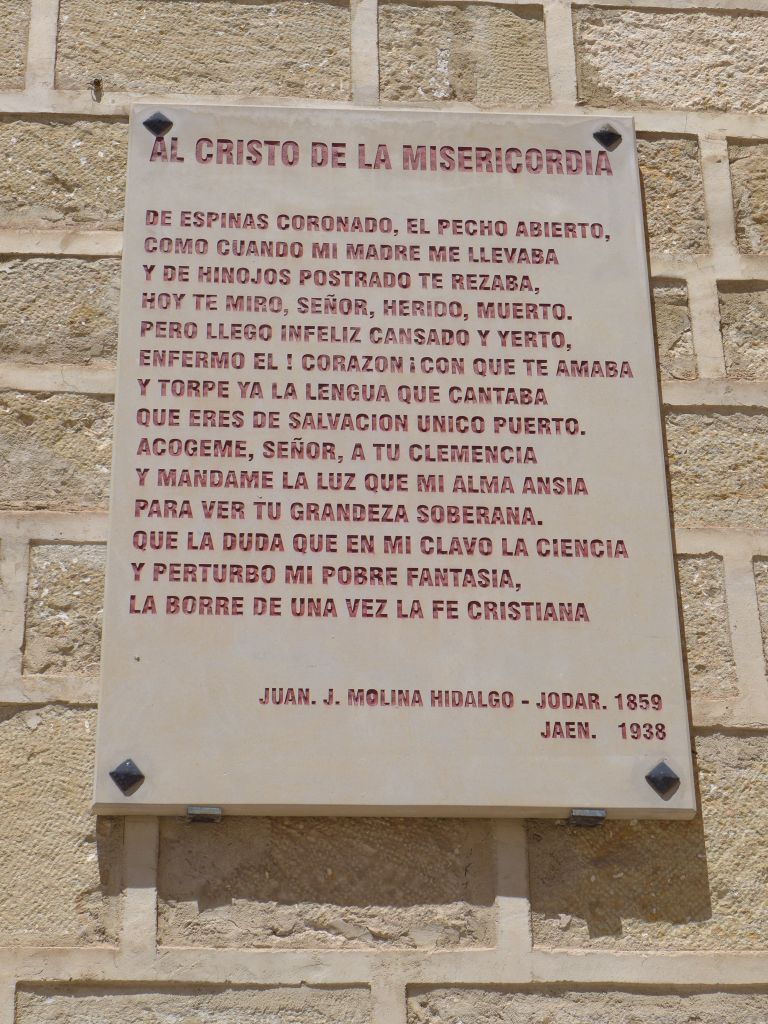 AL CRISTO DE LA MISERICORDIA
DE ESPINAS CORONADO, EL PECHO ABIERTO,
COMO CUANDO MI MADRE ME LLEVABA
Y DE HINOJOS POSTRADO TE REZABA,
HOY TE MIRO, SEÑOR, HERIDO, MUERTO.
PERO LLEGO INFELIZ CANSADO Y YERTO,
ENFERMO EL ! CORAZON ¡ CON QUE TE AMABA
Y TORPE YA LA LENGUA QUE CANTABA
QUE ERES DE SALVACION UNICO PUERTO.
ACOGEME, SEÑOR, A TU CLEMENCIA
Y MANDAME LA LUZ QUE MI ALMA ANSIA
PARA VER TU GRANDEZA SOBERANA.
QUE LA DUDA QUE EN MI CLAVO LA CIENCIA
Y PERTURBO MI POBRE FANTASIA,
LA BORRE DE UNA VEZ LA FE CRISTIANA
JUAN. J. MOLINA HIDALGO - JODAR. 1859
JAEN. 1938